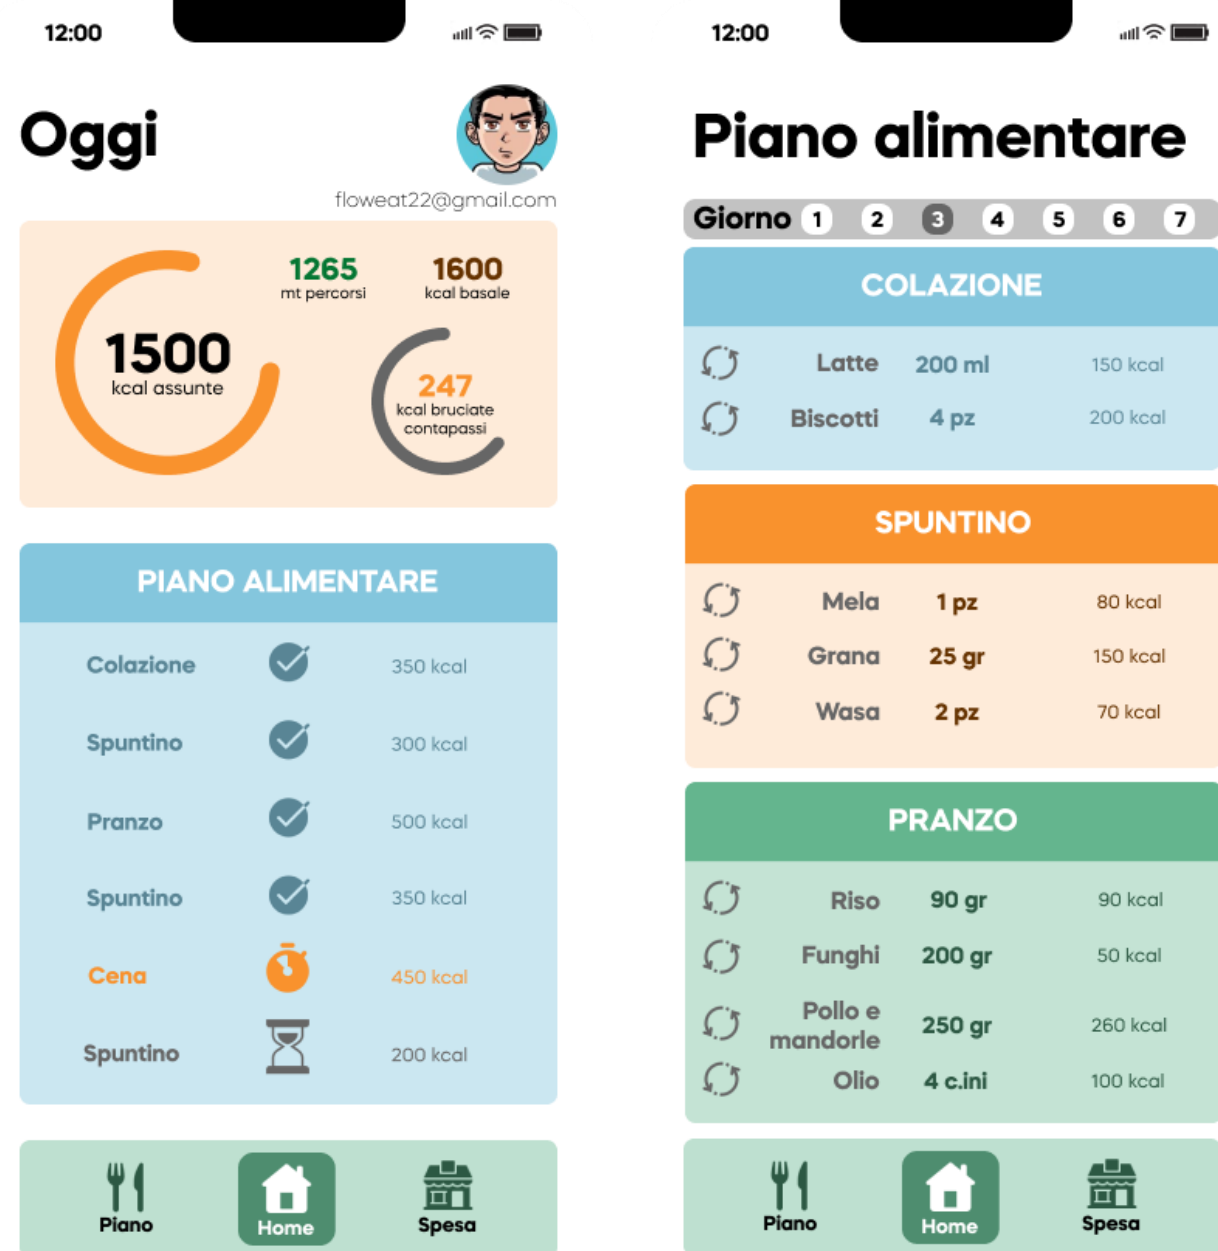 12:00
Oggi
floweat22@gmail.com
1500
kcal assunte
1265
mt percorsi
1600
kcal basale
247
kcal bruciate
contapassi
PIANO ALIMENTARE
Colazione 350 kcal
Spuntino 300 kcal
Pranzo 500 kcal
Spuntino 350 kcal
Cena 450 kcal
Spuntino 200 kcal
Piano Home Spesa
12:00
Piano alimentare
Giorno 1 2 3 4 5 6 7
COLAZIONE
Latte 200 ml 150 kcal
Biscotti 4 pz 200 kcal
SPUNTINO
Mela 1 pz 80 kcal
Grana 25 gr 150 kcal
Wasa 2 pz 70 kcal
PRANZO
Riso 90 gr 90 kcal
Funghi 200 gr 50 kcal
Pollo e
mandorle 250 gr 260 kcal
Olio 4 c.ini 100 kcal
Piano Home Spesa